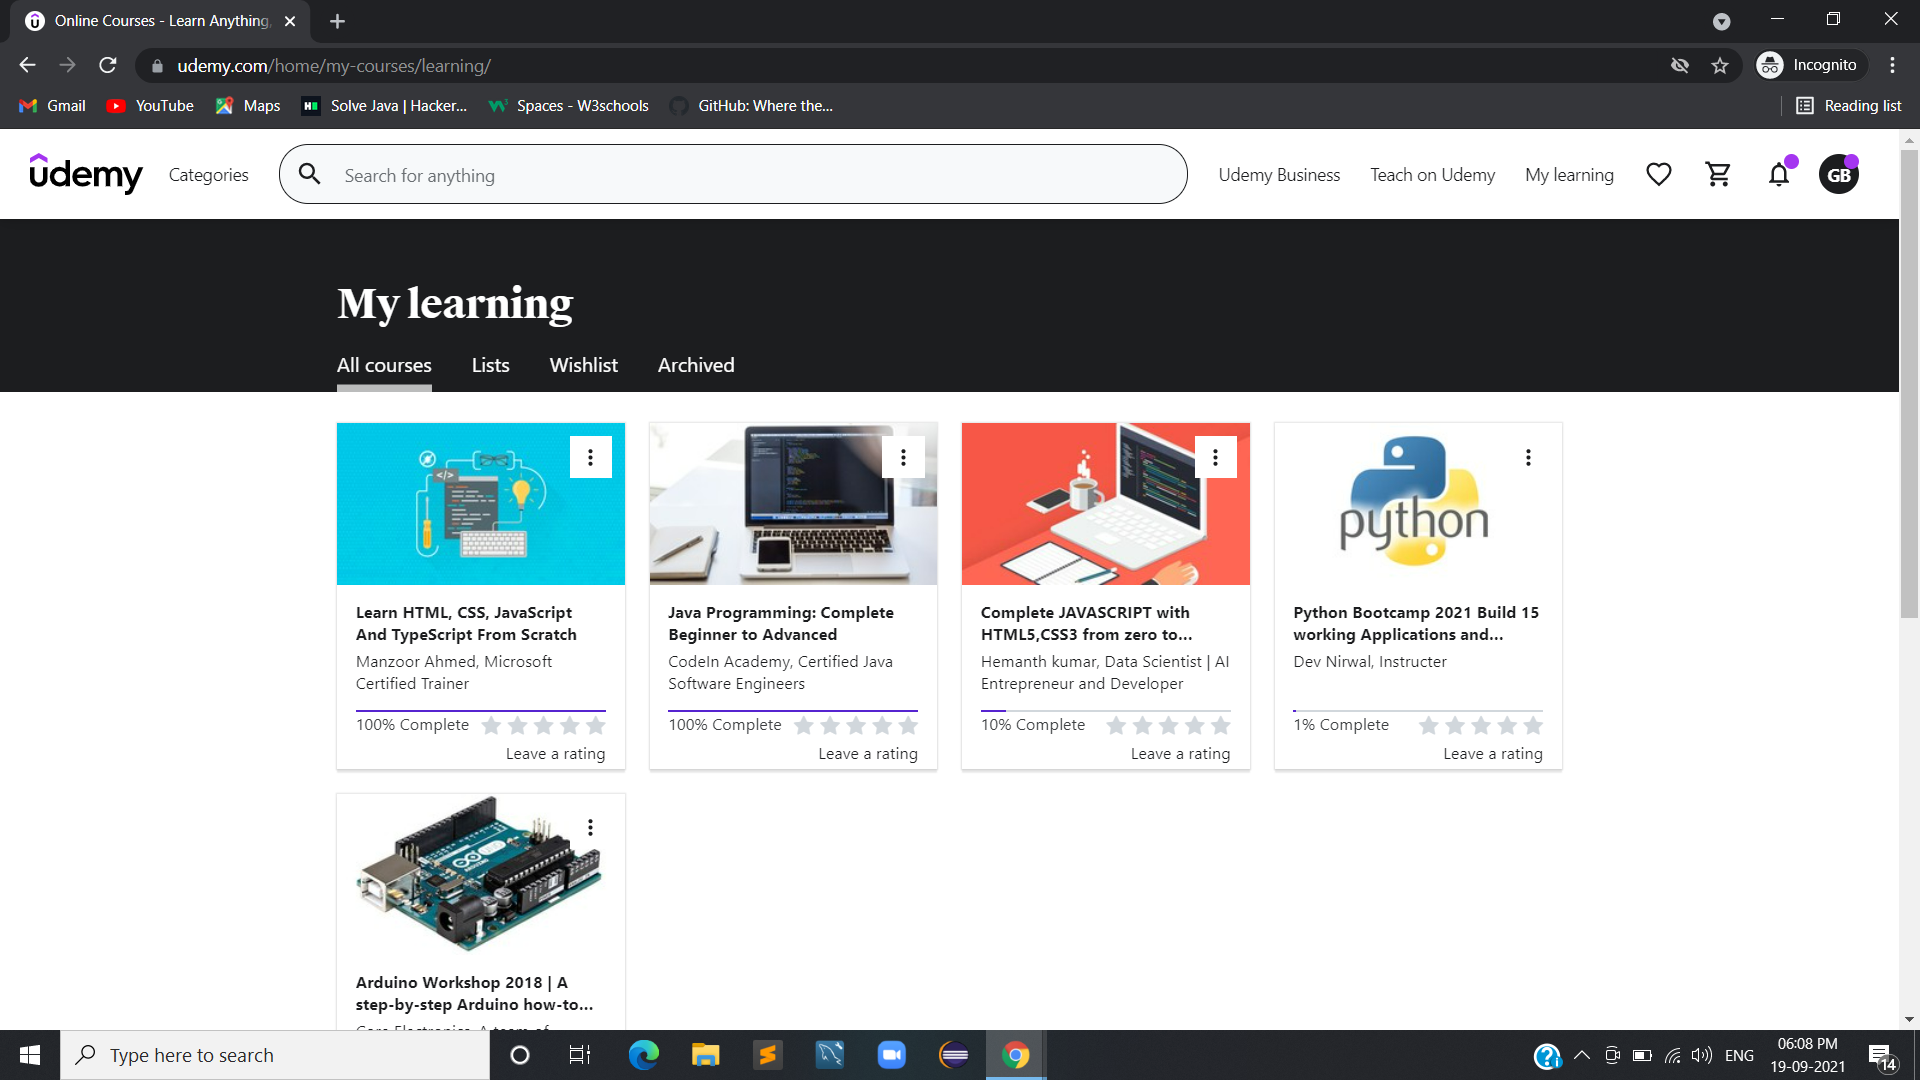 Online Courses - Learn Anything,
udemy.com/home/my-courses/learning/
Incognito
Gmail
YouTube
Maps
Solve Java | Hacker...
Spaces - W3schools
GitHub: Where the...
Reading list
udemy
Categories
Search for anything
Udemy Business
Teach on Udemy
My learning
GB
My learning
All courses
Lists
Wishlist
Archived
python
Learn HTML, CSS, JavaScript
And TypeScript From Scratch
Manzoor Ahmed, Microsoft
Certified Trainer
100% Complete
Leave a rating
Java Programming: Complete
Beginner to Advanced
CodeIn Academy, Certified Java
Software Engineers
100% Complete
Leave a rating
Complete JAVASCRIPT with
HTML5,CSS3 from zero to...
Hemanth kumar, Data Scientist | AI
Entrepreneur and Developer
10% Complete
Leave a rating
Python Bootcamp 2021 Build 15
working Applications and...
Dev Nirwal, Instructer
1% Complete
Leave a rating
Arduino Workshop 2018 | A
step-by-step Arduino how-to...
Type here to search
ENG
06:08 PM
19-09-2021
14